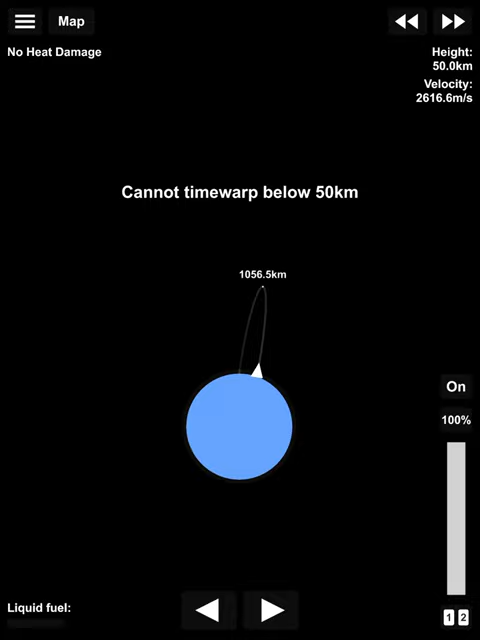 Map
No Heat Damage
Height:
50.0km
Velocity:
2616.6m/s
Cannot timewarp below 50km
1056.5km
On
100%
Liquid fuel:
1 2